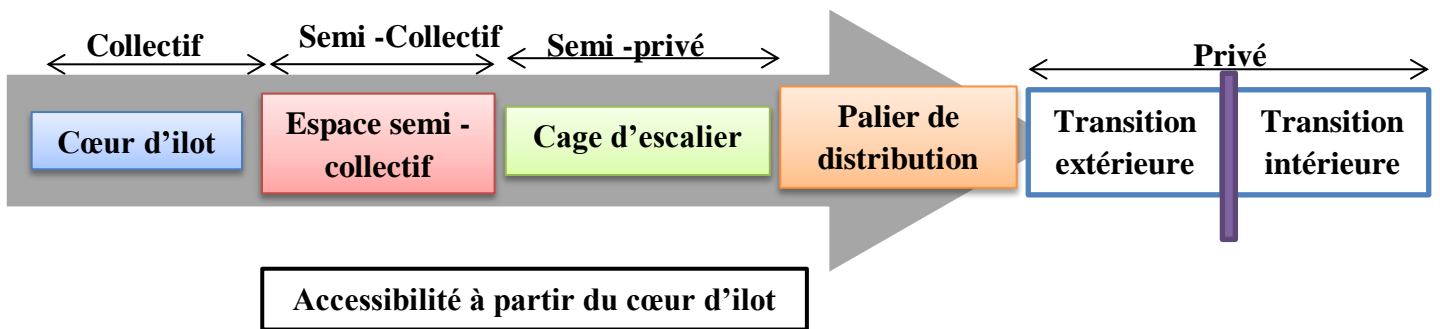 Collectif
Semi -Collectif
Semi -privé
Privé
Cœur d’ilot
Espace semi -
collectif
Cage d’escalier
Palier de
distribution
Transition
extérieure
Transition
intérieure
Accessibilité à partir du cœur d’ilot